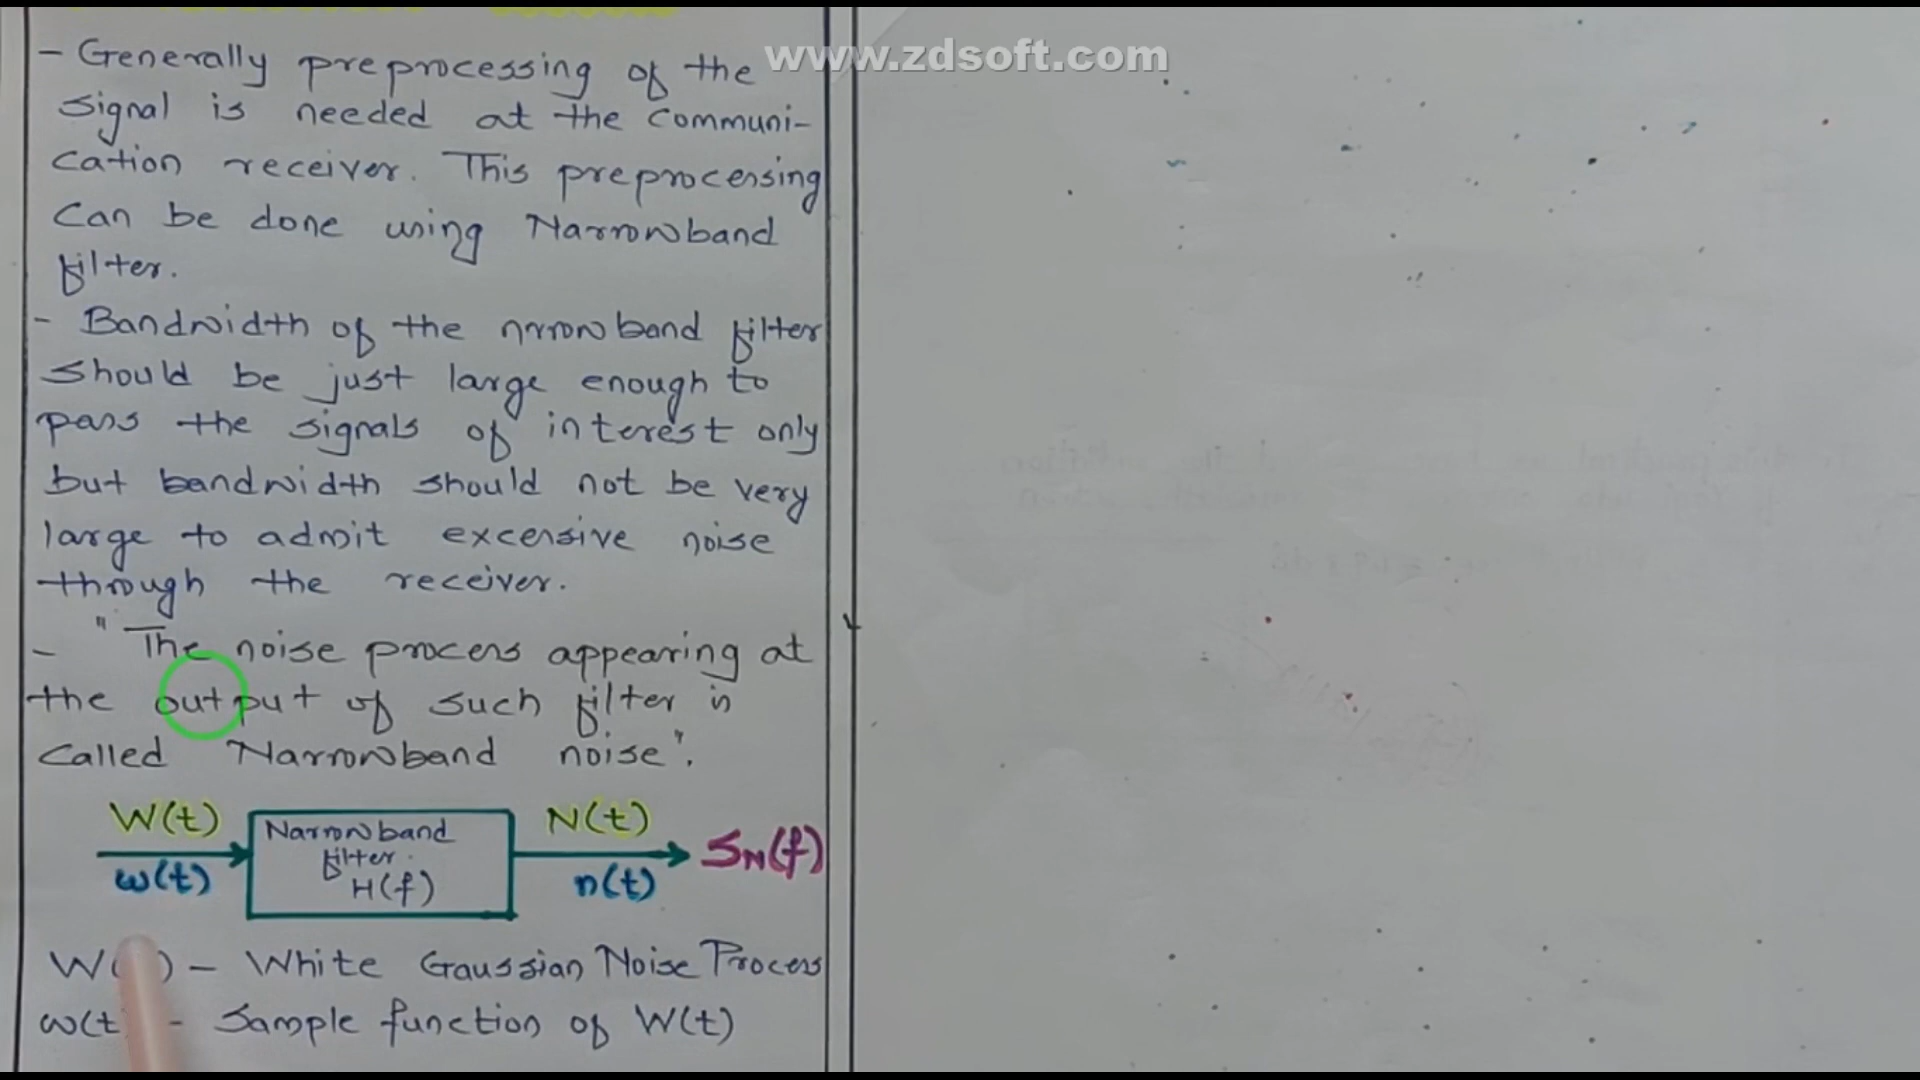 www.zdsoft.com
- Generally preprocessing of the
signal is needed at the communi-
cation receiver. This preprocessing
can be done using Narrowband
filter.
- Bandwidth of the nrrowband filter
should be just large enough to
pass the signals of interest only
but bandwidth should not be very
large to admit excessive noise
through the receiver.
- "The noise process appearing at
the output of such filter is
called Narrowband noise".
W(t) N(t)
Narrowband
filter.
H(f)
SN(f)
w(t) n(t)
- White Gaussian Noise Process
w(t - Sample function of W(t)